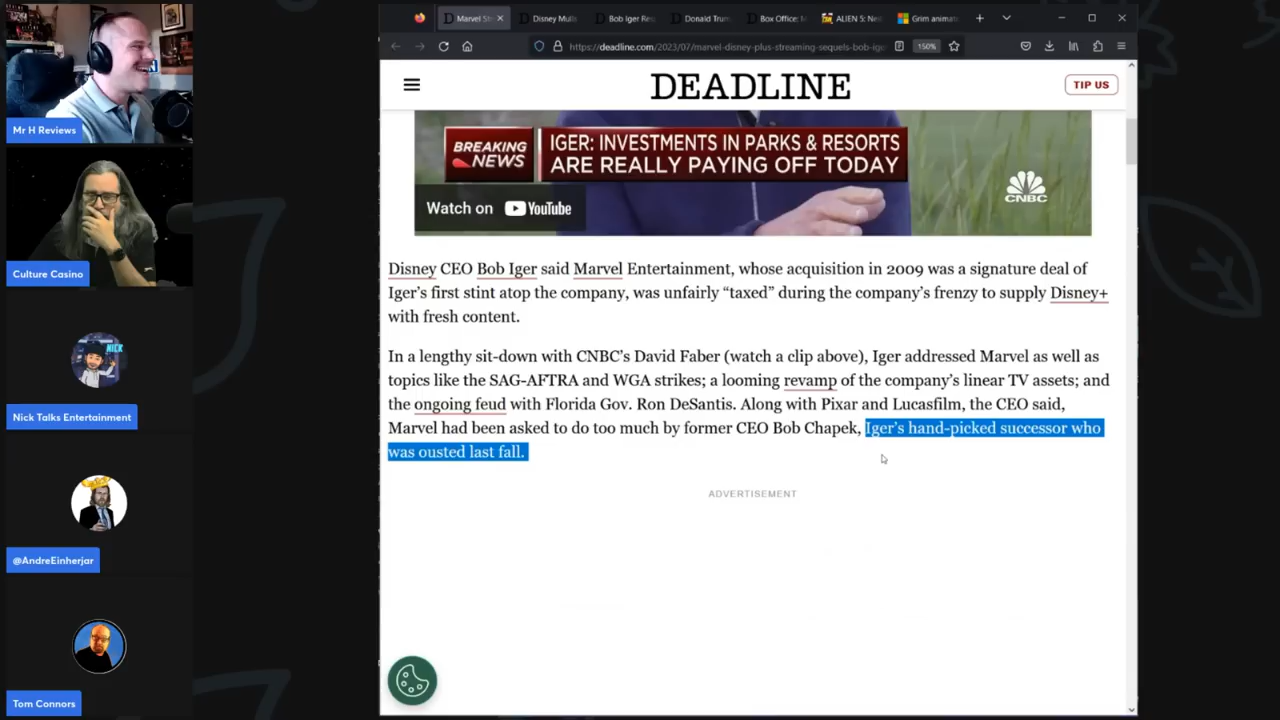 Mr H Reviews
Culture Casino
NICK
Nick Talks Entertainment
@AndreEinherjar
Tom Connors
Marvel St
Disney Mulls
Bob Iger Rev
Donald Trum
Box Office: M
ALIEN 5: Ne
Grim animat
https://deadline.com/2023/07/marvel-disney-plus-streaming-sequels-bob-ige
150%
DEADLINE
TIP US
BREAKING NEWS
IGER: INVESTMENTS IN PARKS & RESORTS
ARE REALLY PAYING OFF TODAY
CNBC
Watch on YouTube
Disney CEO Bob Iger said Marvel Entertainment, whose acquisition in 2009 was a signature deal of
Iger’s first stint atop the company, was unfairly “taxed” during the company’s frenzy to supply Disney+
with fresh content.
In a lengthy sit-down with CNBC’s David Faber (watch a clip above), Iger addressed Marvel as well as
topics like the SAG-AFTRA and WGA strikes; a looming revamp of the company’s linear TV assets; and
the ongoing feud with Florida Gov. Ron DeSantis. Along with Pixar and Lucasfilm, the CEO said,
Marvel had been asked to do too much by former CEO Bob Chapek, Iger’s hand-picked successor who
was ousted last fall.
ADVERTISEMENT